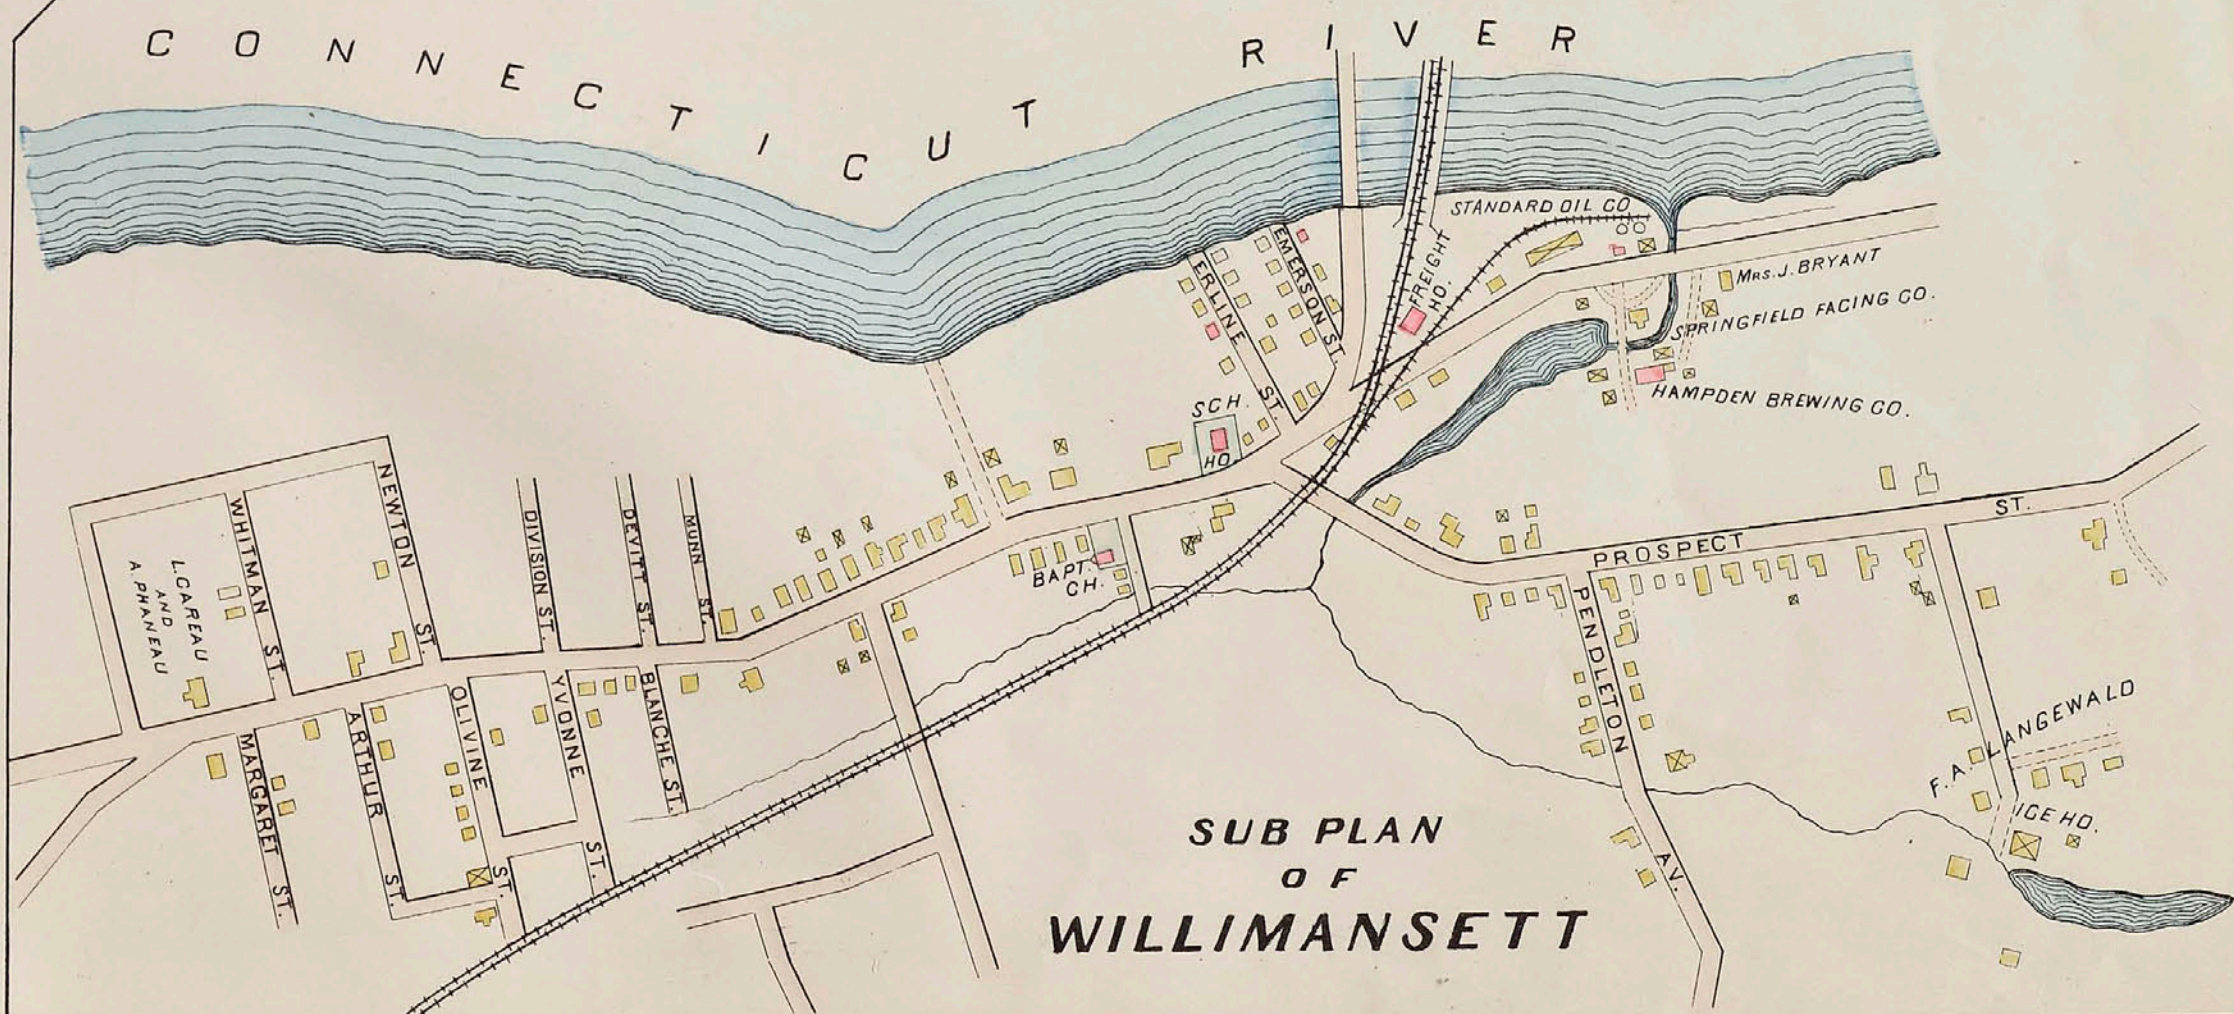 CONNECTICUT RIVER
STANDARD OIL CO
FREIGHT
HO.
EMERSON ST.
ERLINE ST.
MRS. J. BRYANT
SPRINGFIELD FACING CO.
HAMPDEN BREWING CO.
SCH.
HO
NEWTON ST.
WHITMAN ST.
L. GAREAU
AND
A. PHANEAU
DIVISION ST.
DEVITT ST.
MUNN ST.
BAPT.
CH.
PROSPECT ST.
PENDLETON AV.
MARGARET ST.
ARTHUR ST.
OLIVINE ST.
YVONNE ST.
BLANCHE ST.
F. A. LANGEWALD
ICE HO.
SUB PLAN
OF
WILLIMANSETT